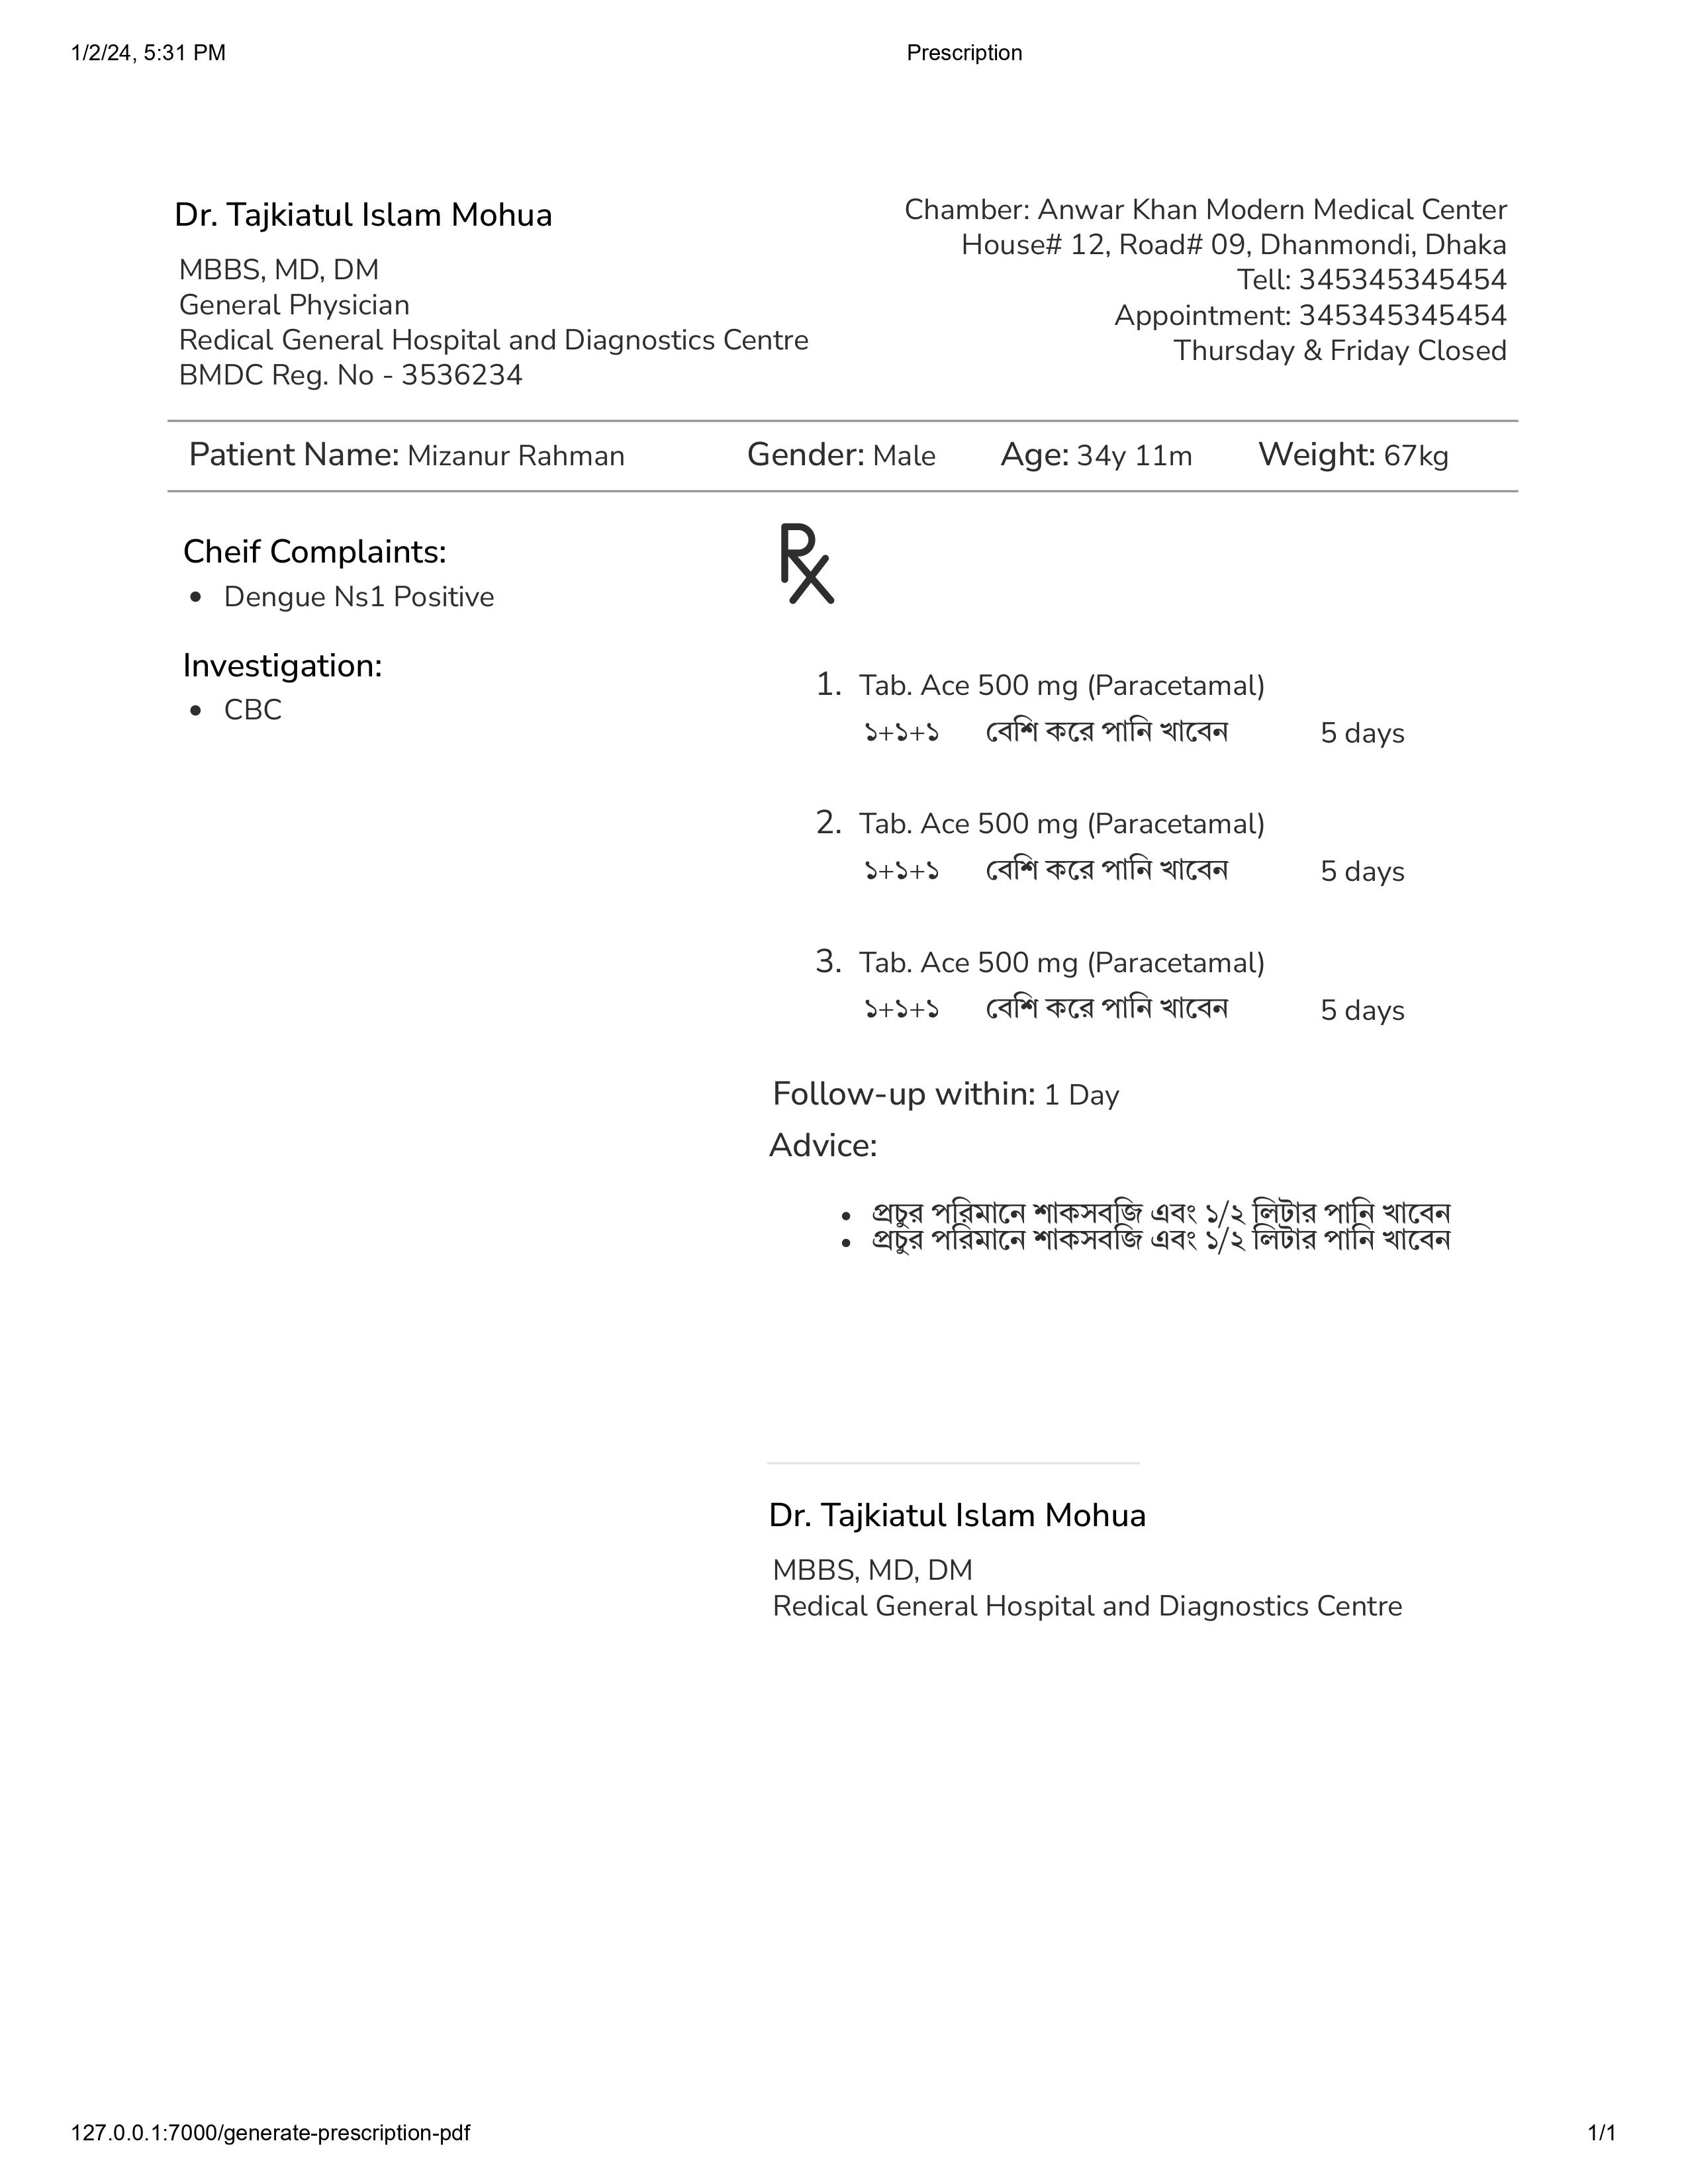 1/2/24, 5:31 PM Prescription
Dr. Tajkiatul Islam Mohua
MBBS, MD, DM
General Physician
Redical General Hospital and Diagnostics Centre
BMDC Reg. No - 3536234
Chamber: Anwar Khan Modern Medical Center
House# 12, Road# 09, Dhanmondi, Dhaka
Tell: 345345345454
Appointment: 345345345454
Thursday & Friday Closed
Patient Name: Mizanur Rahman Gender: Male Age: 34y 11m Weight: 67kg
Cheif Complaints:
• Dengue Ns1 Positive
Investigation:
• CBC
℞
1. Tab. Ace 500 mg (Paracetamal)
১+১+১ বেশি করে পানি খাবেন 5 days
2. Tab. Ace 500 mg (Paracetamal)
১+১+১ বেশি করে পানি খাবেন 5 days
3. Tab. Ace 500 mg (Paracetamal)
১+১+১ বেশি করে পানি খাবেন 5 days
Follow-up within: 1 Day
Advice:
• প্রচুর পরিমানে শাকসবজি এবং ১/২ লিটার পানি খাবেন
• প্রচুর পরিমানে শাকসবজি এবং ১/২ লিটার পানি খাবেন
Dr. Tajkiatul Islam Mohua
MBBS, MD, DM
Redical General Hospital and Diagnostics Centre
127.0.0.1:7000/generate-prescription-pdf 1/1